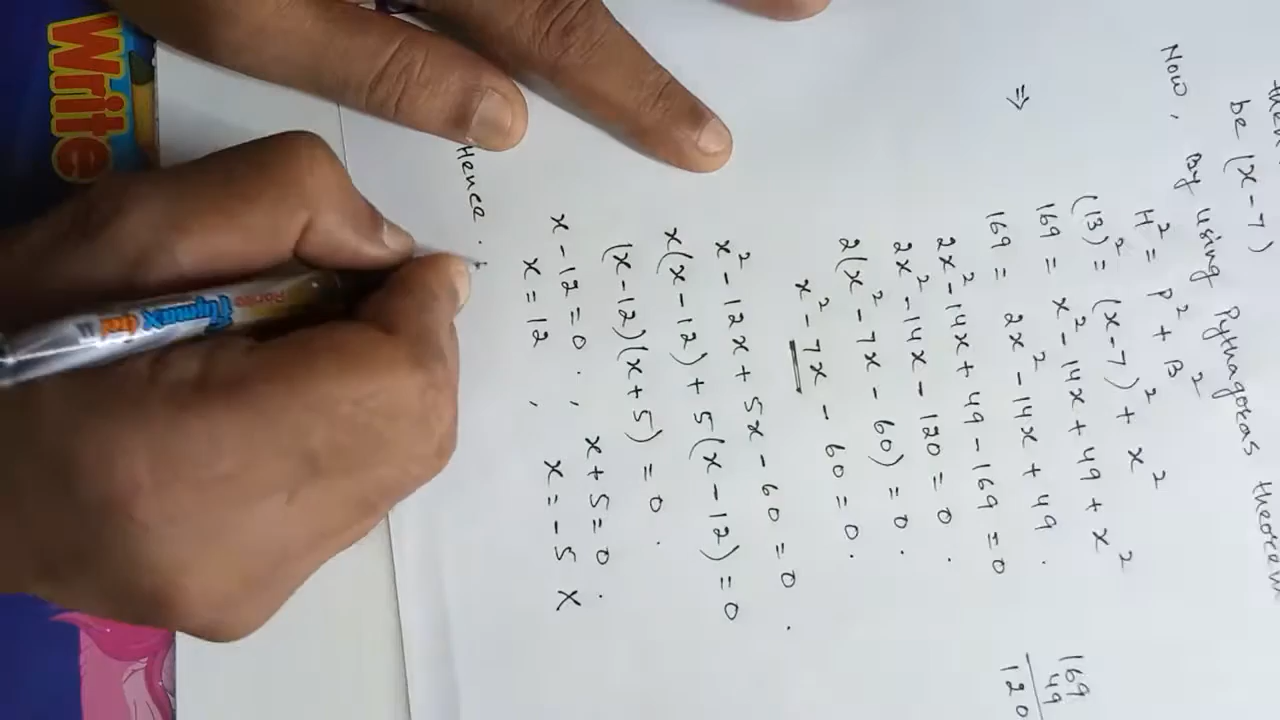 be (x-7)
Now, By using Pythagoras theorem
H² = P² + B²
(13)² = (x-7)² + x²
⇒ 169 = x² - 14x + 49 + x²
169 = 2x² - 14x + 49.
2x² - 14x + 49 - 169 = 0
2x² - 14x - 120 = 0.
2(x² - 7x - 60) = 0.
x² - 7x - 60 = 0.
x² - 12x + 5x - 60 = 0.
x(x-12) + 5(x-12) = 0
(x-12)(x+5) = 0.
x - 12 = 0., x + 5 = 0.
x = 12, x = -5 X
Hence.
169
49
120
Write
Flymax Gel